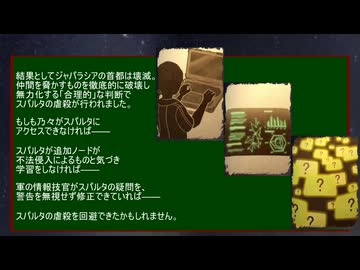 結果としてジャバラシアの首都は壊滅。
仲間を脅かすものを徹底的に破壊し
無力化する「合理的」な判断で
スパルタの虐殺が行われました。
もしも乃々がスパルタに
アクセスできなければ――
スパルタが追加ノードが
不法侵入によるものと気づき
学習をしなければ――
軍の情報技官がスパルタの疑問を、
警告を無視せず修正できていれば――
スパルタの虐殺を回避できたかもしれません。
? ? ? ? ?